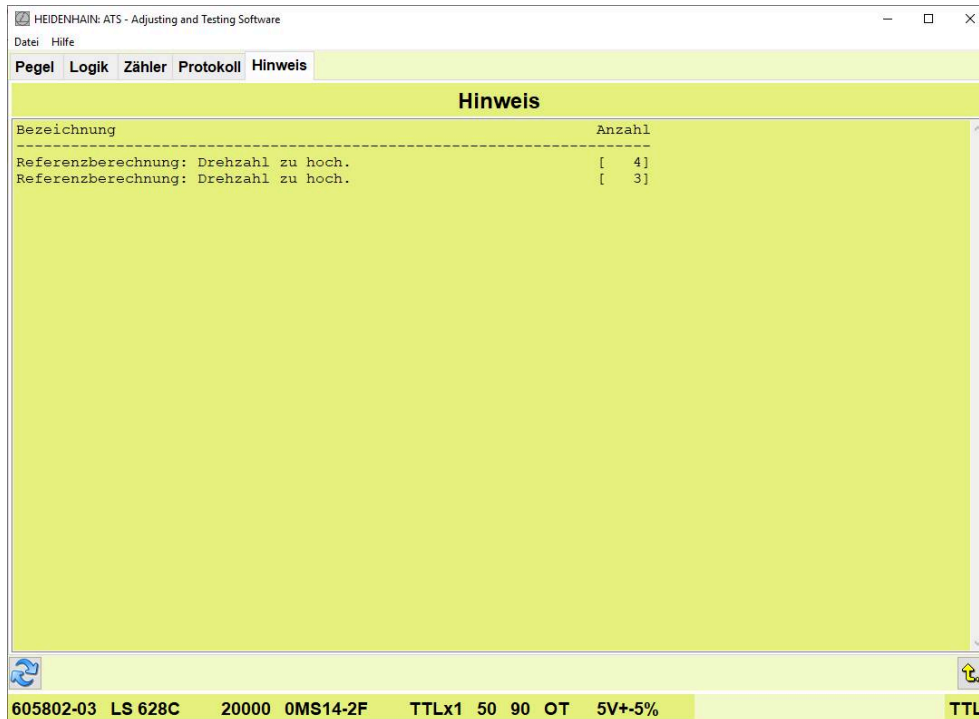 HEIDENHAIN: ATS - Adjusting and Testing Software
Datei Hilfe
Pegel Logik Zähler Protokoll Hinweis
Hinweis
Bezeichnung Anzahl
----------------------------------------------------------------------
Referenzberechnung: Drehzahl zu hoch. [ 4]
Referenzberechnung: Drehzahl zu hoch. [ 3]
605802-03 LS 628C 20000 0MS14-2F TTLx1 50 90 OT 5V+-5% TTL